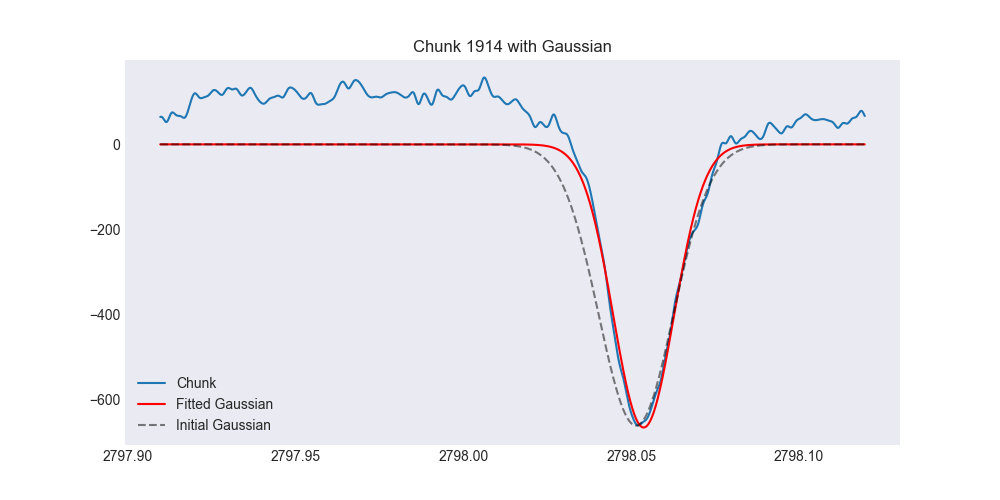 Chunk 1914 with Gaussian
0
−200
−400
−600
Chunk
Fitted Gaussian
Initial Gaussian
2797.90 2797.95 2798.00 2798.05 2798.10